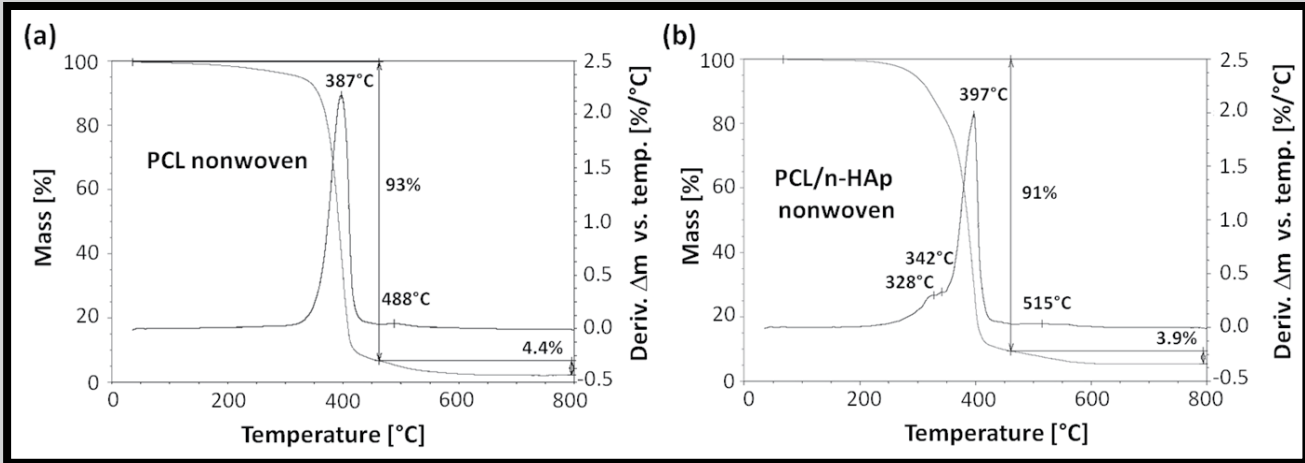 (a)
100
80
60
40
20
0
Mass [%]
0
200
400
600
800
Temperature [°C]
2.5
2.0
1.5
1.0
0.5
0.0
-0.5
Deriv. Δm vs. temp. [%/°C]
387°C
PCL nonwoven
93%
488°C
4.4%
(b)
100
80
60
40
20
0
Mass [%]
0
200
400
600
800
Temperature [°C]
2.5
2.0
1.5
1.0
0.5
0.0
-0.5
Deriv. Δm vs. temp. [%/°C]
397°C
PCL/n-HAp
nonwoven
91%
342°C
328°C
515°C
3.9%